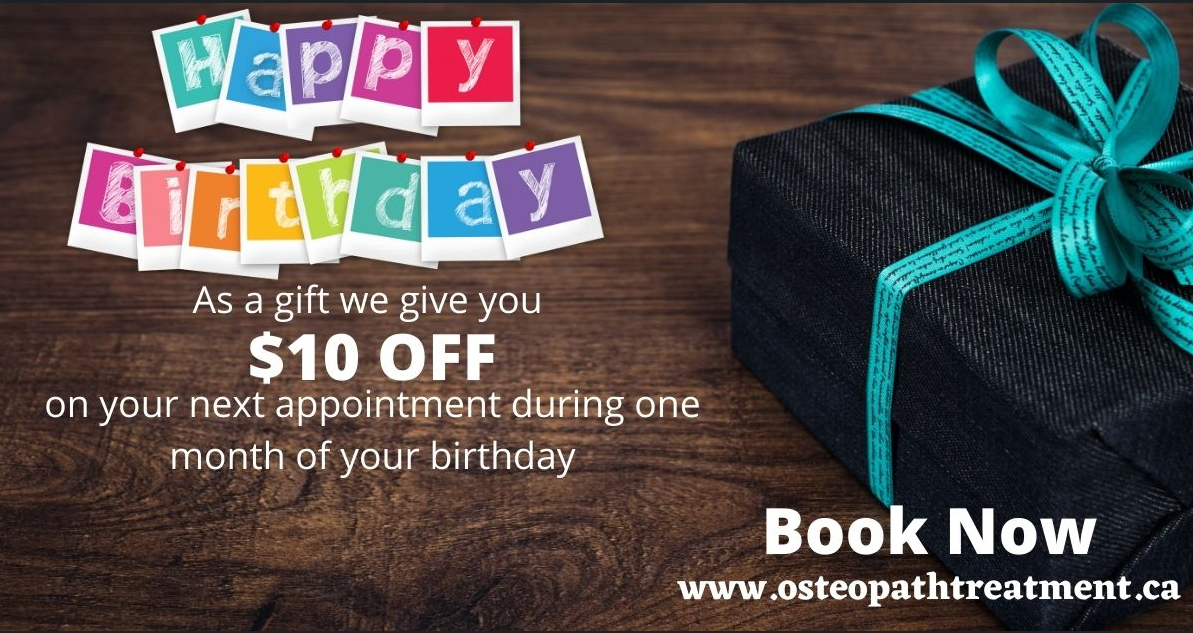 Happy
Birthday
As a gift we give you
$10 OFF
on your next appointment during one
month of your birthday
Book Now
www.osteopathtreatment.ca